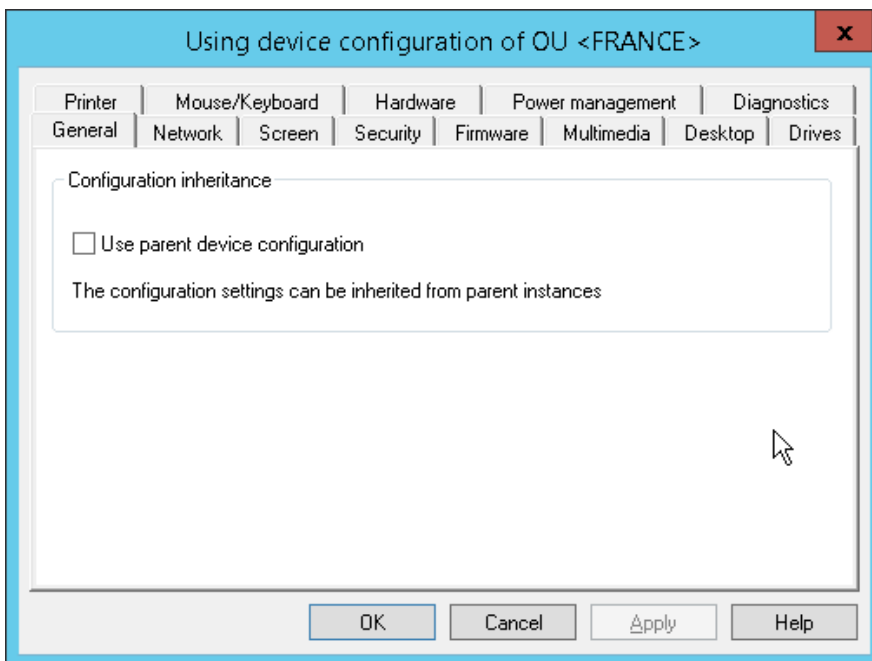 Using device configuration of OU <FRANCE>
x
Printer Mouse/Keyboard Hardware Power management Diagnostics
General Network Screen Security Firmware Multimedia Desktop Drives
Configuration inheritance
Use parent device configuration
The configuration settings can be inherited from parent instances
OK Cancel Apply Help